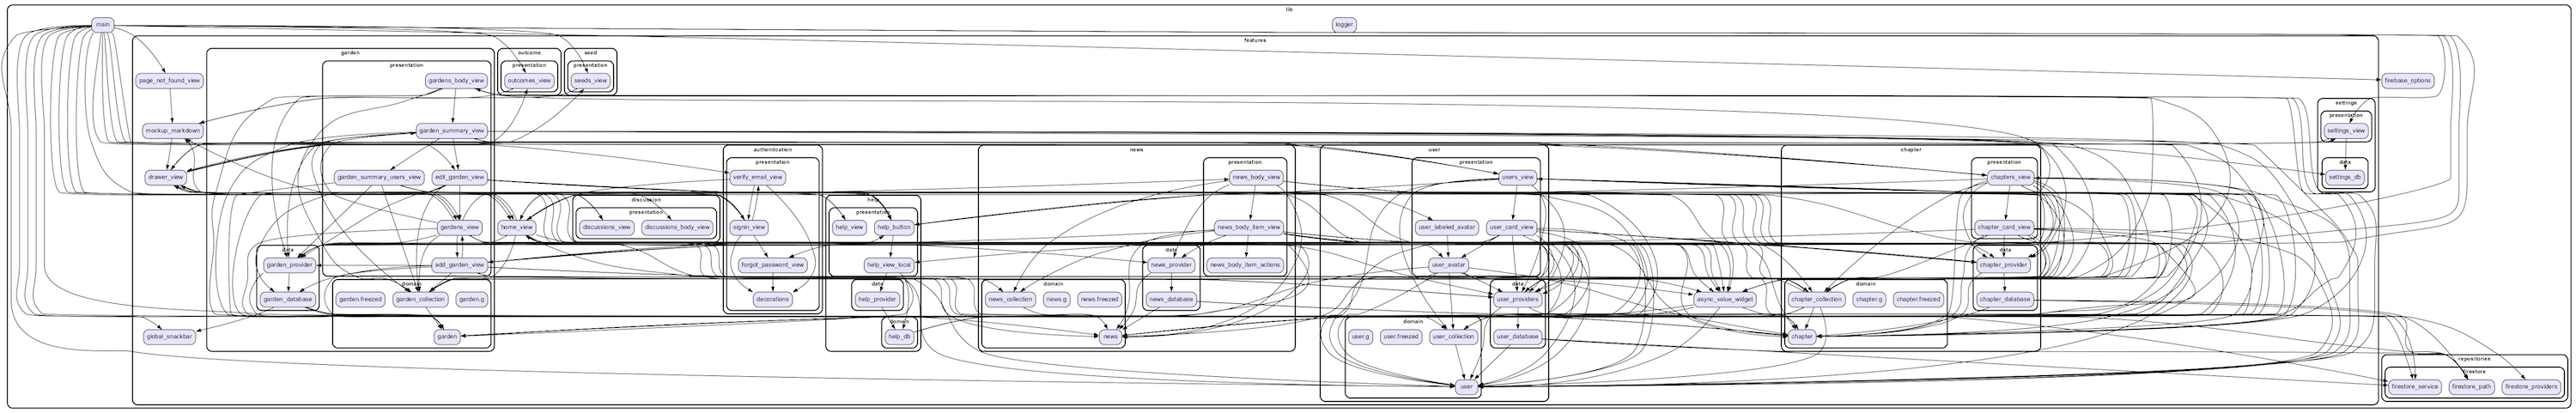 lib
main
logger
features
garden
outcome
seed
presentation
presentation
presentation
page_not_found_view
gardens_body_view
outcomes_view
seeds_view
firebase_options
settings
presentation
mockup_markdown
garden_summary_view
settings_view
authentication
news
user
chapter
presentation
presentation
presentation
presentation
data
drawer_view
garden_summary_users_view
edit_garden_view
verify_email_view
news_body_view
users_view
chapters_view
settings_db
discussion
help
presentation
presentation
gardens_view
home_view
discussions_view
discussions_body_view
signin_view
help_view
help_button
news_body_item_view
user_labeled_avatar
user_card_view
chapter_card_view
data
data
data
garden_provider
add_garden_view
forgot_password_view
help_view_local
news_provider
news_body_item_actions
user_avatar
chapter_provider
domain
data
domain
data
domain
garden_database
garden.freezed
garden_collection
garden.g
decorations
help_provider
news_collection
news.g
news.freezed
news_database
user_providers
async_value_widget
chapter_collection
chapter.g
chapter.freezed
chapter_database
domain
domain
global_snackbar
garden
help_db
news
user.g
user.freezed
user_collection
user_database
chapter
repositories
firestore
user
firestore_service
firestore_path
firestore_providers